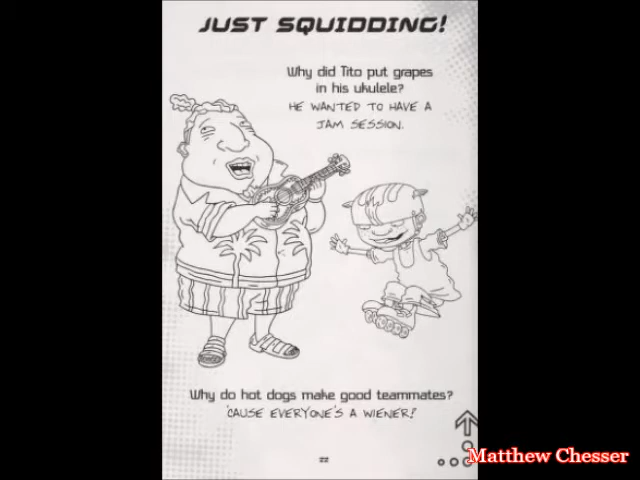 JUST SQUIDDING!
Why did Tito put grapes
in his ukulele?
HE WANTED TO HAVE A
JAM SESSION.
Why do hot dogs make good teammates?
'CAUSE EVERYONE'S A WIENER!
22
Matthew Chesser